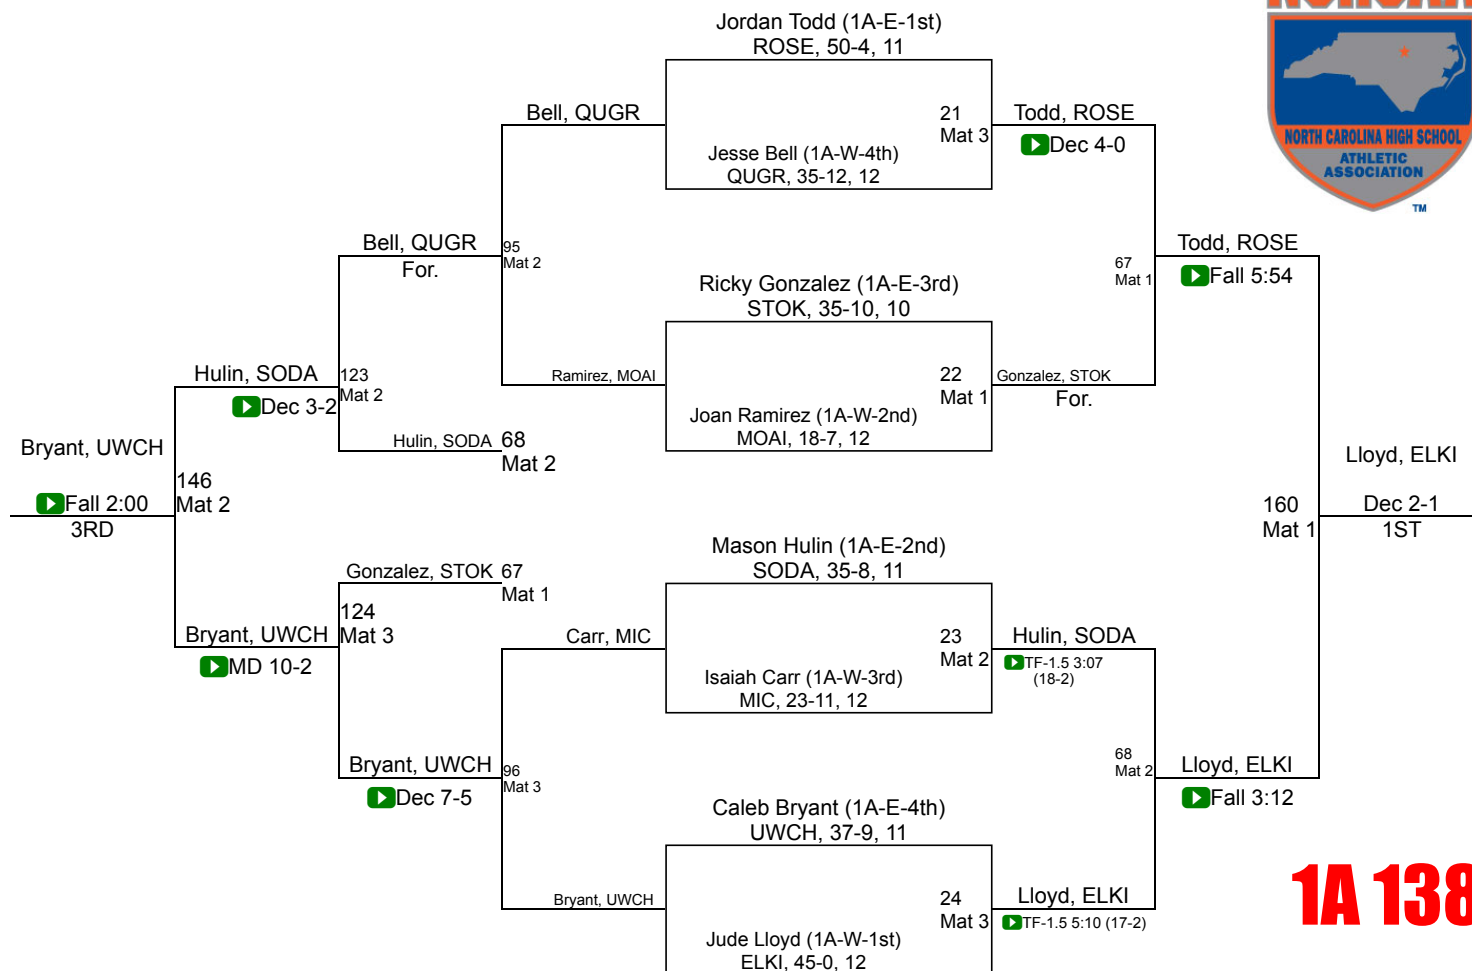 Jordan Todd (1A-E-1st)
ROSE, 50-4, 11
Bell, QUGR
21
Mat 3
Todd, ROSE
Dec 4-0
Jesse Bell (1A-W-4th)
QUGR, 35-12, 12
NORTH CAROLINA HIGH SCHOOL
ATHLETIC
ASSOCIATION
TM
Bell, QUGR
For.
95
Mat 2
Ricky Gonzalez (1A-E-3rd)
STOK, 35-10, 10
67
Mat 1
Todd, ROSE
Fall 5:54
Hulin, SODA
Dec 3-2
123
Mat 2
Ramirez, MOAI
22
Mat 1
Gonzalez, STOK
For.
Joan Ramirez (1A-W-2nd)
MOAI, 18-7, 12
Hulin, SODA
68
Mat 2
Bryant, UWCH
Fall 2:00
3RD
146
Mat 2
160
Mat 1
Lloyd, ELKI
Dec 2-1
1ST
Mason Hulin (1A-E-2nd)
SODA, 35-8, 11
Gonzalez, STOK
67
Mat 1
124
Mat 3
Bryant, UWCH
MD 10-2
Carr, MIC
23
Mat 2
Hulin, SODA
TF-1.5 3:07
(18-2)
Isaiah Carr (1A-W-3rd)
MIC, 23-11, 12
Bryant, UWCH
Dec 7-5
96
Mat 3
68
Mat 2
Lloyd, ELKI
Fall 3:12
Caleb Bryant (1A-E-4th)
UWCH, 37-9, 11
Bryant, UWCH
24
Mat 3
Lloyd, ELKI
TF-1.5 5:10 (17-2)
Jude Lloyd (1A-W-1st)
ELKI, 45-0, 12
1A 138